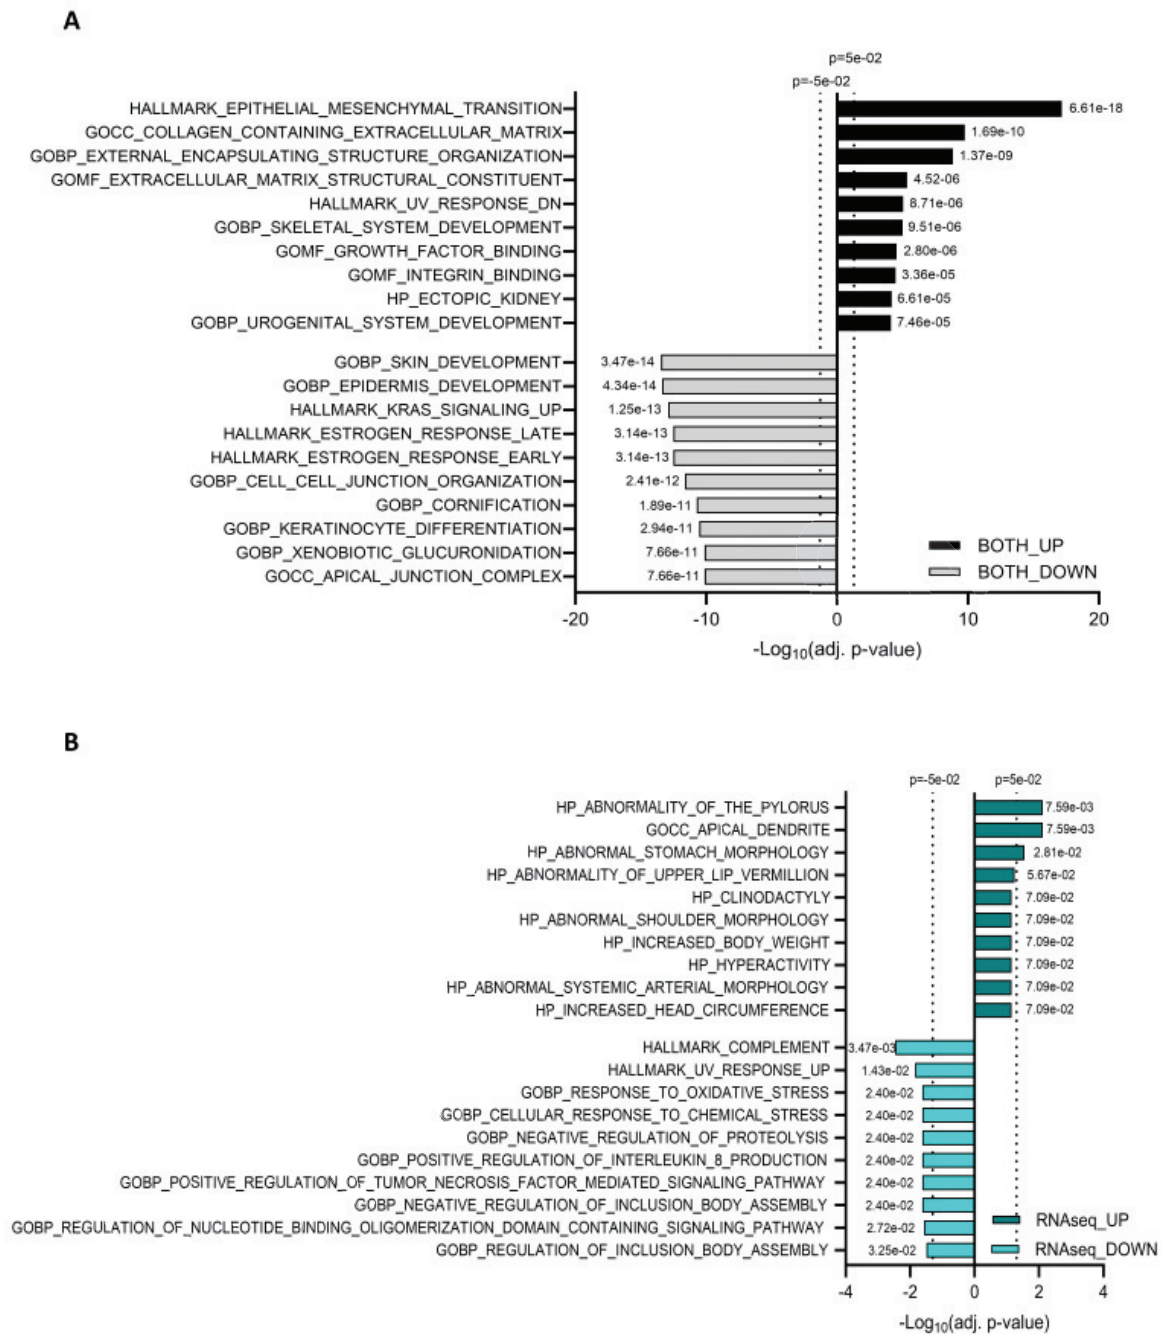 A
p=5e-02
p=-5e-02
HALLMARK_EPITHELIAL_MESENCHYMAL_TRANSITION 6.61e-18
GOCC_COLLAGEN_CONTAINING_EXTRACELLULAR_MATRIX 1.69e-10
GOBP_EXTERNAL_ENCAPSULATING_STRUCTURE_ORGANIZATION 1.37e-09
GOMF_EXTRACELLULAR_MATRIX_STRUCTURAL_CONSTITUENT 4.52-06
HALLMARK_UV_RESPONSE_DN 8.71e-06
GOBP_SKELETAL_SYSTEM_DEVELOPMENT 9.51e-06
GOMF_GROWTH_FACTOR_BINDING 2.80e-06
GOMF_INTEGRIN_BINDING 3.36e-05
HP_ECTOPIC_KIDNEY 6.61e-05
GOBP_UROGENITAL_SYSTEM_DEVELOPMENT 7.46e-05
GOBP_SKIN_DEVELOPMENT 3.47e-14
GOBP_EPIDERMIS_DEVELOPMENT 4.34e-14
HALLMARK_KRAS_SIGNALING_UP 1.25e-13
HALLMARK_ESTROGEN_RESPONSE_LATE 3.14e-13
HALLMARK_ESTROGEN_RESPONSE_EARLY 3.14e-13
GOBP_CELL_CELL_JUNCTION_ORGANIZATION 2.41e-12
GOBP_CORNIFICATION 1.89e-11
GOBP_KERATINOCYTE_DIFFERENTIATION 2.94e-11
GOBP_XENOBIOTIC_GLUCURONIDATION 7.66e-11
GOCC_APICAL_JUNCTION_COMPLEX 7.66e-11
BOTH_UP
BOTH_DOWN
-20 -10 0 10 20
-Log10(adj. p-value)
B
p=-5e-02 p=5e-02
HP_ABNORMALITY_OF_THE_PYLORUS 7.59e-03
GOCC_APICAL_DENDRITE 7.59e-03
HP_ABNORMAL_STOMACH_MORPHOLOGY 2.81e-02
HP_ABNORMALITY_OF_UPPER_LIP_VERMILLION 5.67e-02
HP_CLINODACTYLY 7.09e-02
HP_ABNORMAL_SHOULDER_MORPHOLOGY 7.09e-02
HP_INCREASED_BODY_WEIGHT 7.09e-02
HP_HYPERACTIVITY 7.09e-02
HP_ABNORMAL_SYSTEMIC_ARTERIAL_MORPHOLOGY 7.09e-02
HP_INCREASED_HEAD_CIRCUMFERENCE 7.09e-02
HALLMARK_COMPLEMENT 3.47e-03
HALLMARK_UV_RESPONSE_UP 1.43e-02
GOBP_RESPONSE_TO_OXIDATIVE_STRESS 2.40e-02
GOBP_CELLULAR_RESPONSE_TO_CHEMICAL_STRESS 2.40e-02
GOBP_NEGATIVE_REGULATION_OF_PROTEOLYSIS 2.40e-02
GOBP_POSITIVE_REGULATION_OF_INTERLEUKIN_8_PRODUCTION 2.40e-02
GOBP_POSITIVE_REGULATION_OF_TUMOR_NECROSIS_FACTOR_MEDIATED_SIGNALING_PATHWAY 2.40e-02
GOBP_NEGATIVE_REGULATION_OF_INCLUSION_BODY_ASSEMBLY 2.40e-02
GOBP_REGULATION_OF_NUCLEOTIDE_BINDING_OLIGOMERIZATION_DOMAIN_CONTAINING_SIGNALING_PATHWAY 2.72e-02
GOBP_REGULATION_OF_INCLUSION_BODY_ASSEMBLY 3.25e-02
RNAseq_UP
RNAseq_DOWN
-4 -2 0 2 4
-Log10(adj. p-value)